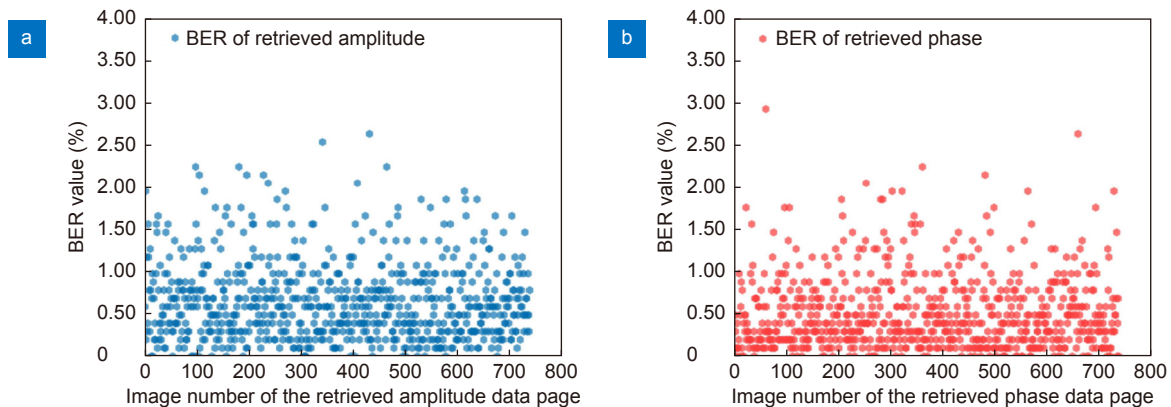 a
BER of retrieved amplitude
BER value (%)
4.00
3.50
3.00
2.50
2.00
1.50
1.00
0.50
0
0 100 200 300 400 500 600 700 800
Image number of the retrieved amplitude data page
b
BER of retrieved phase
BER value (%)
4.00
3.50
3.00
2.50
2.00
1.50
1.00
0.50
0
0 100 200 300 400 500 600 700 800
Image number of the retrieved phase data page